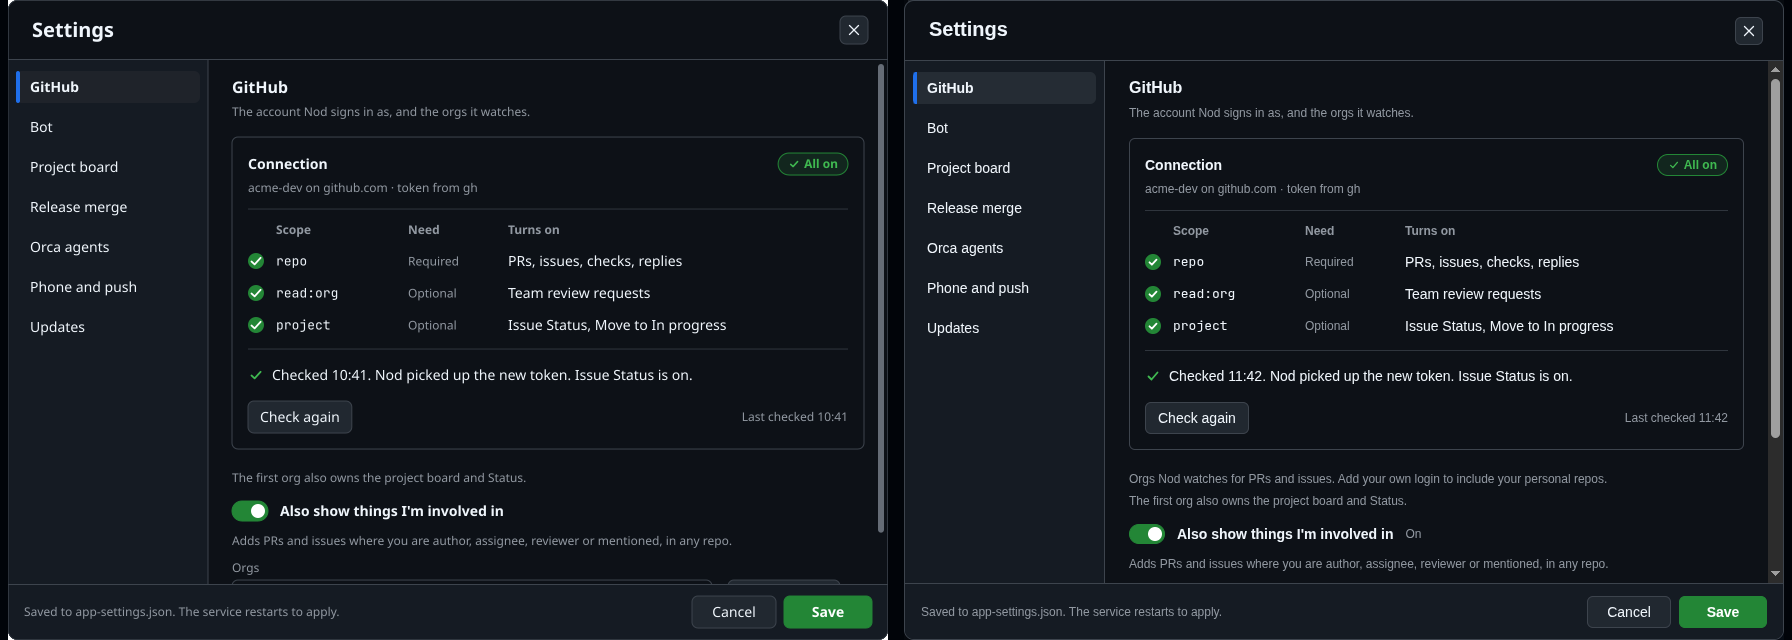 Settings
GitHub
Bot
Project board
Release merge
Orca agents
Phone and push
Updates
GitHub
The account Nod signs in as, and the orgs it watches.
Connection
All on
acme-dev on github.com · token from gh
Scope Need Turns on
repo Required PRs, issues, checks, replies
read:org Optional Team review requests
project Optional Issue Status, Move to In progress
Checked 10:41. Nod picked up the new token. Issue Status is on.
Check again
Last checked 10:41
The first org also owns the project board and Status.
Also show things I'm involved in
Adds PRs and issues where you are author, assignee, reviewer or mentioned, in any repo.
Orgs
Saved to app-settings.json. The service restarts to apply.
Cancel
Save
Settings
GitHub
Bot
Project board
Release merge
Orca agents
Phone and push
Updates
GitHub
The account Nod signs in as, and the orgs it watches.
Connection
All on
acme-dev on github.com · token from gh
Scope Need Turns on
repo Required PRs, issues, checks, replies
read:org Optional Team review requests
project Optional Issue Status, Move to In progress
Checked 11:42. Nod picked up the new token. Issue Status is on.
Check again
Last checked 11:42
Orgs Nod watches for PRs and issues. Add your own login to include your personal repos.
The first org also owns the project board and Status.
Also show things I'm involved in On
Adds PRs and issues where you are author, assignee, reviewer or mentioned, in any repo.
Saved to app-settings.json. The service restarts to apply.
Cancel
Save